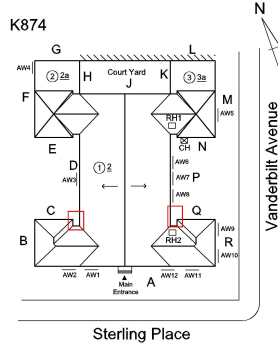 K874
N
G
L
AW4
② 2a
H
Court Yard
J
K
③ 3a
F
M
AW5
RH1
E
CH
N
D
AW3
① 2
AW6
AW7
P
AW8
C
Q
B
RH2
AW9
R
AW10
AW2
AW1
A
AW12
AW11
Main
Entrance
Vanderbilt Avenue
Sterling Place